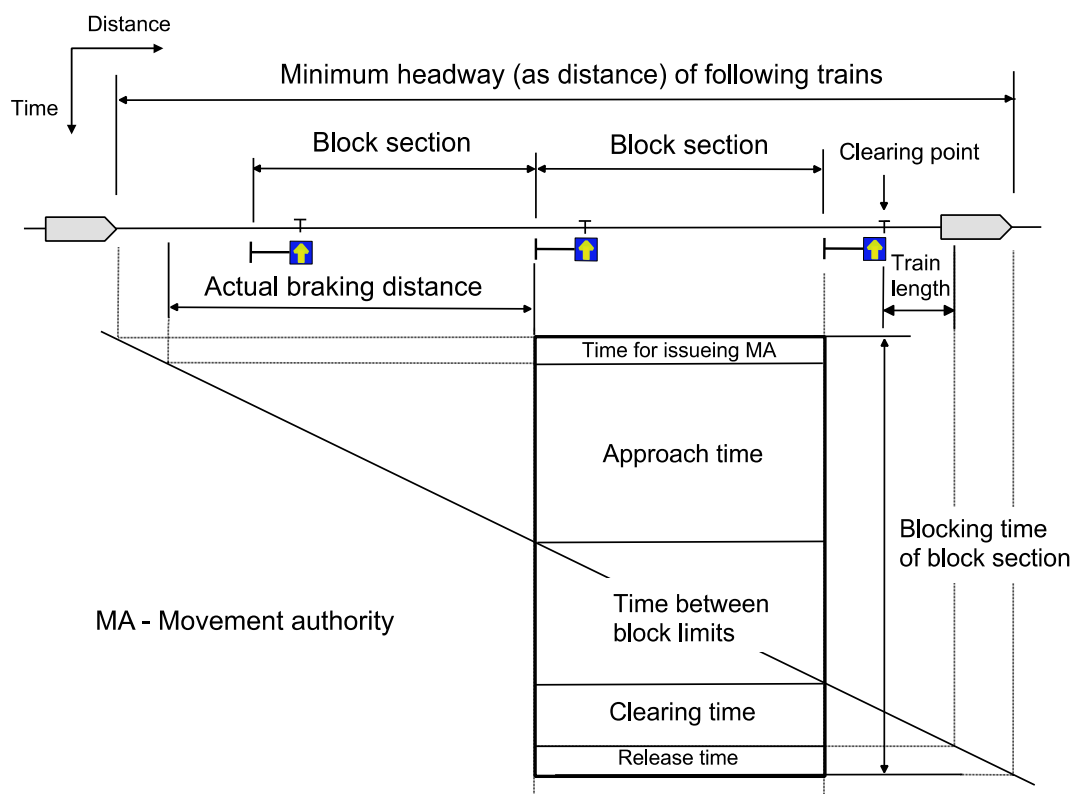 Distance
Time
Minimum headway (as distance) of following trains
Block section
Block section
Clearing point
Actual braking distance
Train
length
Time for issueing MA
Approach time
Blocking time
of block section
Time between
block limits
MA - Movement authority
Clearing time
Release time